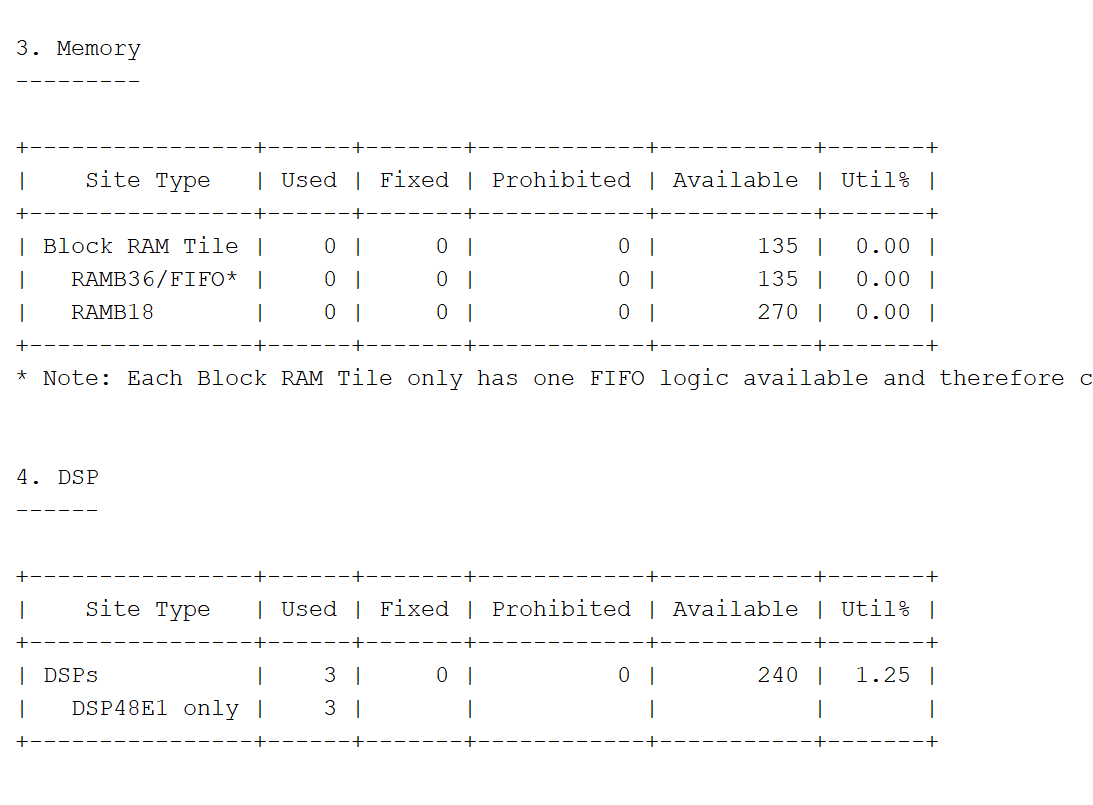 3. Memory
---------
+----------------+------+-------+------------+-----------+-------+
|    Site Type   | Used | Fixed | Prohibited | Available | Util% |
+----------------+------+-------+------------+-----------+-------+
| Block RAM Tile |    0 |     0 |          0 |       135 |  0.00 |
|   RAMB36/FIFO* |    0 |     0 |          0 |       135 |  0.00 |
|   RAMB18       |    0 |     0 |          0 |       270 |  0.00 |
+----------------+------+-------+------------+-----------+-------+
* Note: Each Block RAM Tile only has one FIFO logic available and therefore c
4. DSP
------
+----------------+------+-------+------------+-----------+-------+
|    Site Type   | Used | Fixed | Prohibited | Available | Util% |
+----------------+------+-------+------------+-----------+-------+
| DSPs           |    3 |     0 |          0 |       240 |  1.25 |
|   DSP48E1 only |    3 |       |            |           |       |
+----------------+------+-------+------------+-----------+-------+